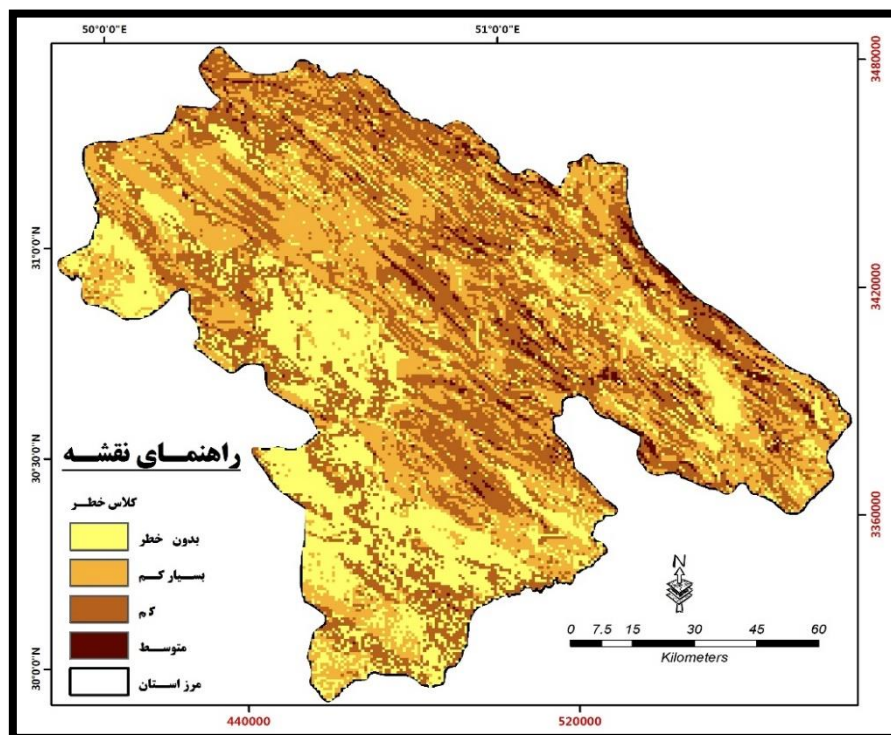 50°0'0"E
51°0'0"E
3480000
31°0'0"N
3420000
30°30'0"N
3360000
30°0'0"N
راهنمای نقشه
کلاس خطر
بدون خطر
بسیار کم
کم
متوسط
مرز استان
N
0 7.5 15 30 45 60
Kilometers
440000
520000